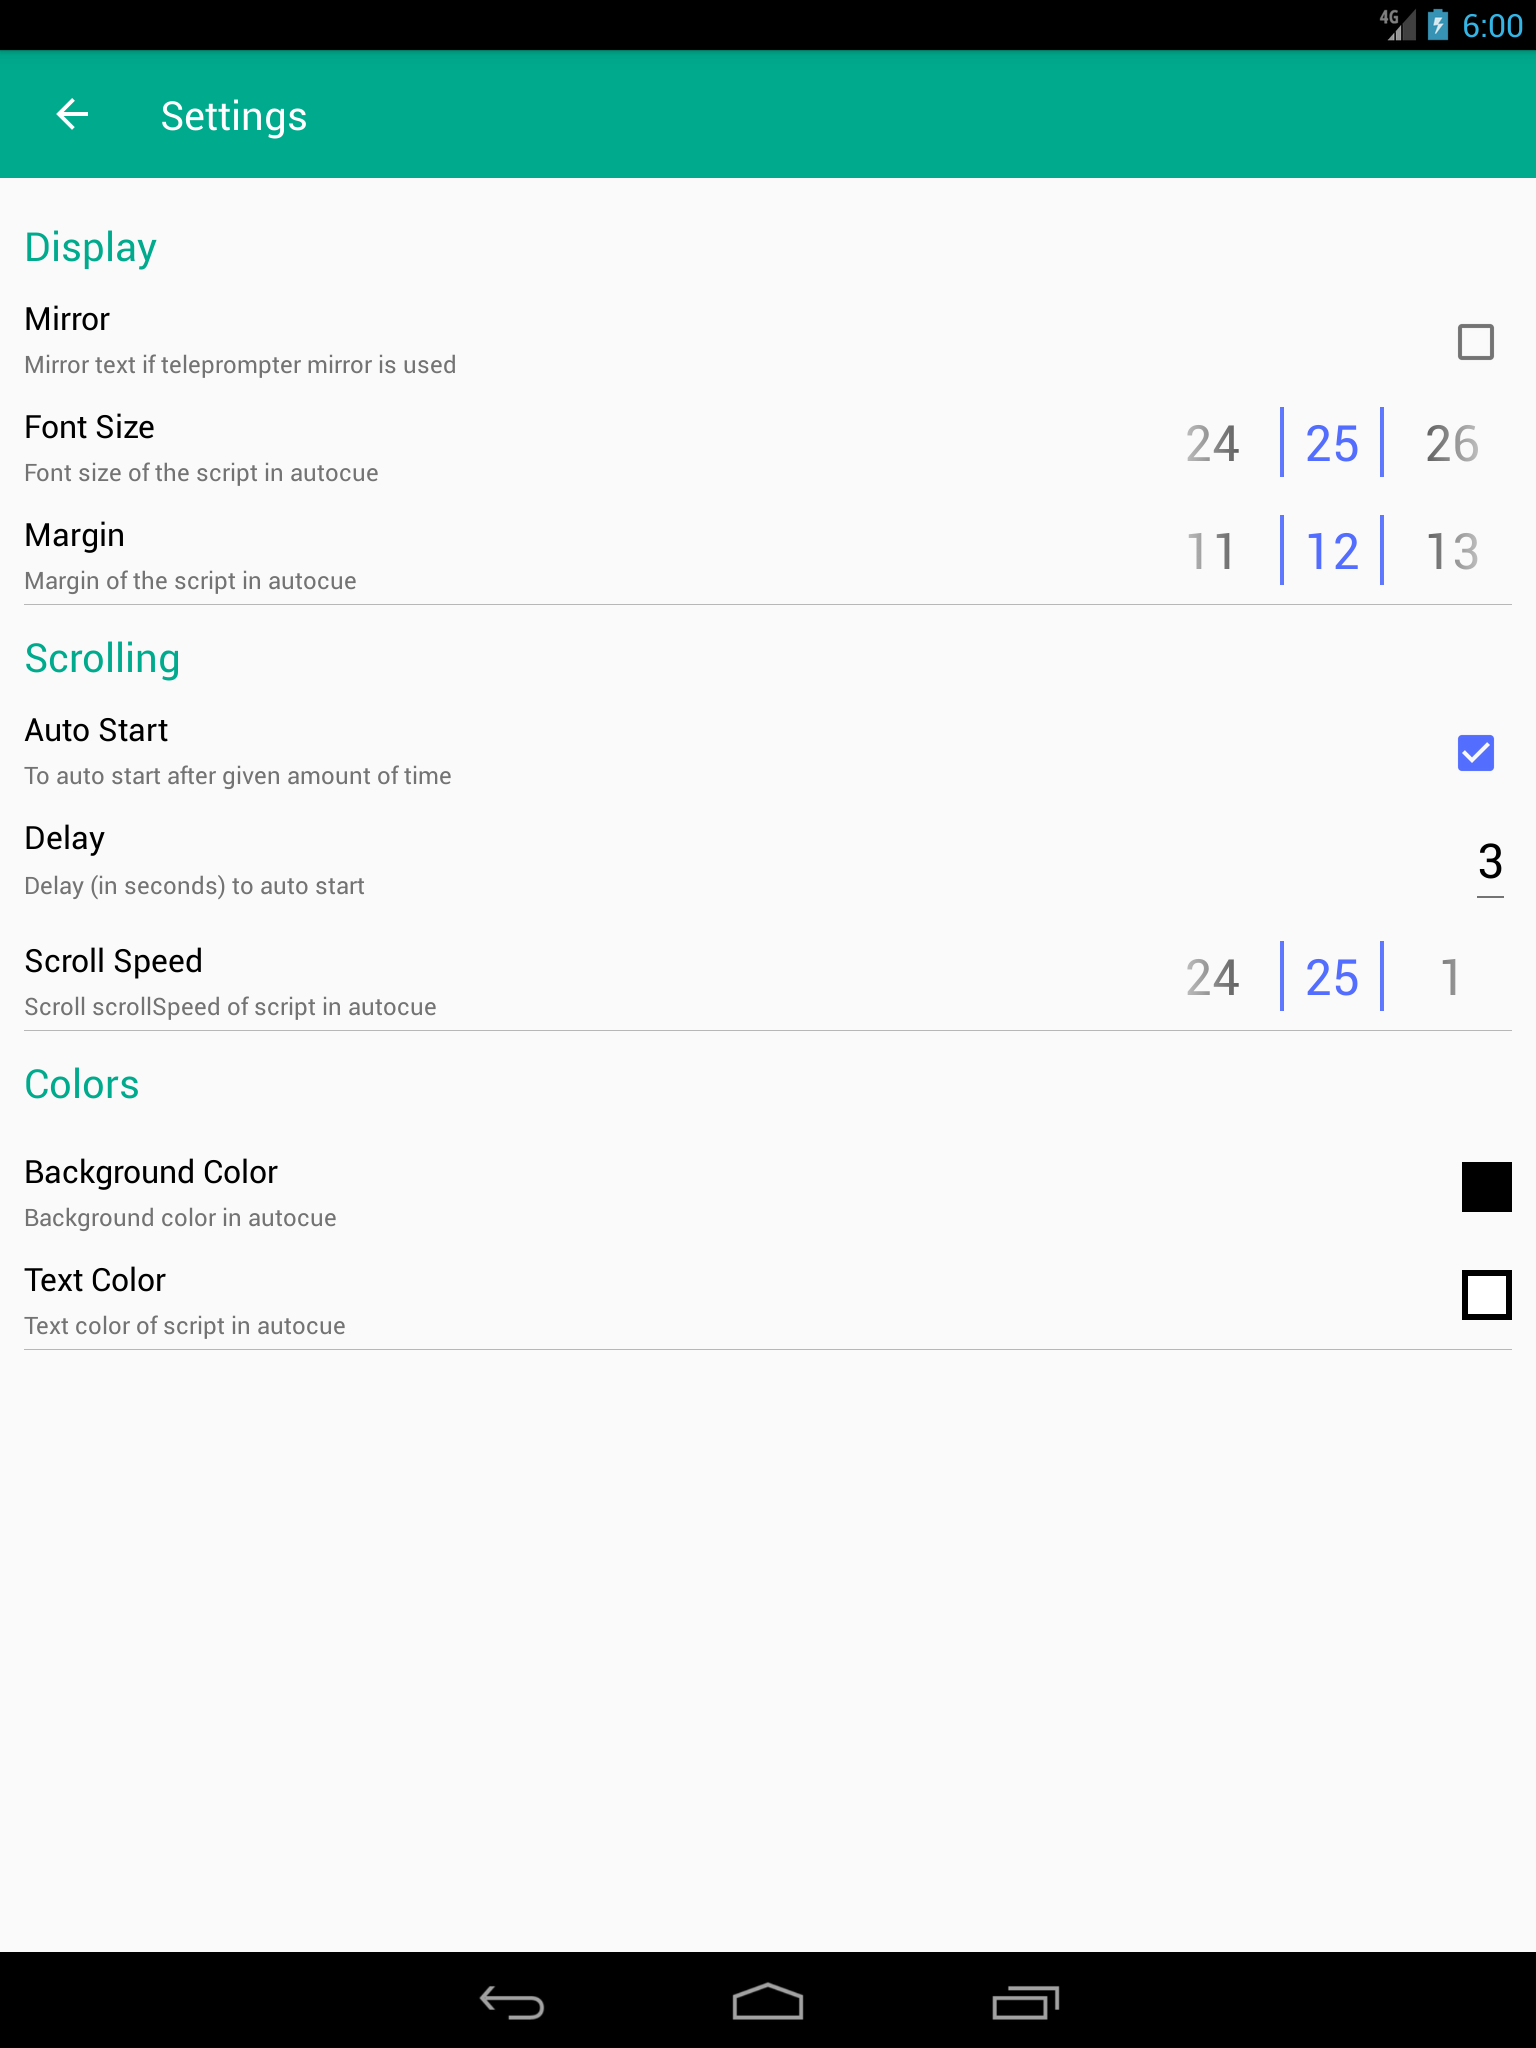 4G 6:00
Settings
Display
Mirror
Mirror text if teleprompter mirror is used
Font Size
24 25 26
Font size of the script in autocue
Margin
11 12 13
Margin of the script in autocue
Scrolling
Auto Start
To auto start after given amount of time
Delay
3
Delay (in seconds) to auto start
Scroll Speed
24 25 1
Scroll scrollSpeed of script in autocue
Colors
Background Color
Background color in autocue
Text Color
Text color of script in autocue